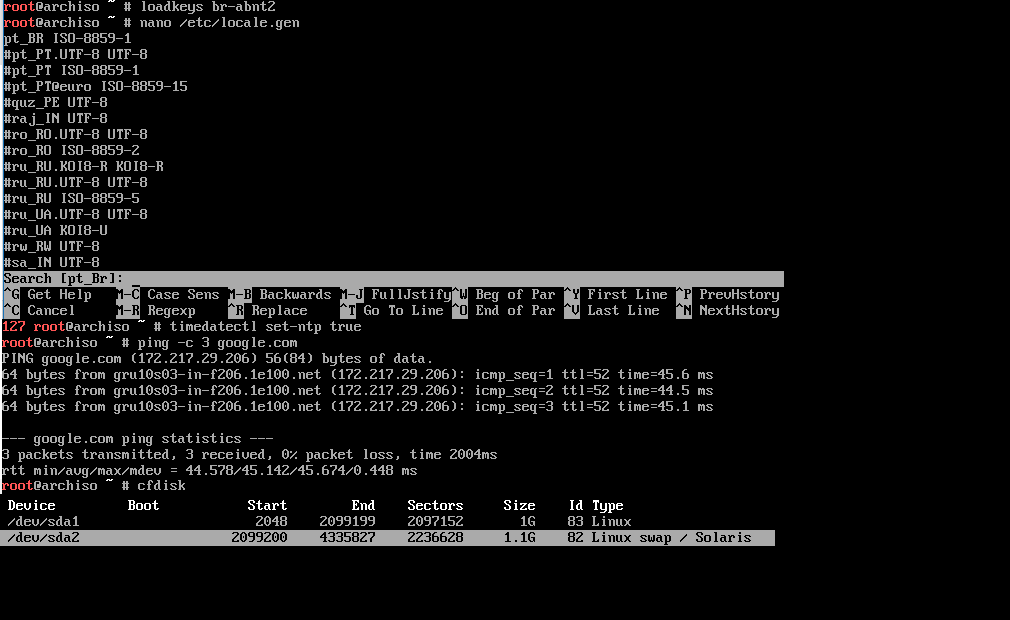 root@archiso ~ # loadkeys br-abnt2
root@archiso ~ # nano /etc/locale.gen
pt_BR ISO-8859-1
#pt_PT.UTF-8 UTF-8
#pt_PT ISO-8859-1
#pt_PT@euro ISO-8859-15
#quz_PE UTF-8
#raj_IN UTF-8
#ro_RO.UTF-8 UTF-8
#ro_RO ISO-8859-2
#ru_RU.KOI8-R KOI8-R
#ru_RU.UTF-8 UTF-8
#ru_RU ISO-8859-5
#ru_UA.UTF-8 UTF-8
#ru_UA KOI8-U
#rw_RW UTF-8
#sa_IN UTF-8
Search [pt_Br]:
^G Get Help M-C Case Sens M-B Backwards M-J FullJstify ^W Beg of Par ^Y First Line ^P PrevHstory
^C Cancel M-R Regexp ^R Replace ^T Go To Line ^O End of Par ^V Last Line ^N NextHstory
127 root@archiso ~ # timedatectl set-ntp true
root@archiso ~ # ping -c 3 google.com
PING google.com (172.217.29.206) 56(84) bytes of data.
64 bytes from gru10s03-in-f206.1e100.net (172.217.29.206): icmp_seq=1 ttl=52 time=45.6 ms
64 bytes from gru10s03-in-f206.1e100.net (172.217.29.206): icmp_seq=2 ttl=52 time=44.5 ms
64 bytes from gru10s03-in-f206.1e100.net (172.217.29.206): icmp_seq=3 ttl=52 time=45.1 ms
--- google.com ping statistics ---
3 packets transmitted, 3 received, 0% packet loss, time 2004ms
rtt min/avg/max/mdev = 44.578/45.142/45.674/0.448 ms
root@archiso ~ # cfdisk
Device Boot Start End Sectors Size Id Type
/dev/sda1 2048 2099199 2097152 1G 83 Linux
/dev/sda2 2099200 4335827 2236628 1.1G 82 Linux swap / Solaris